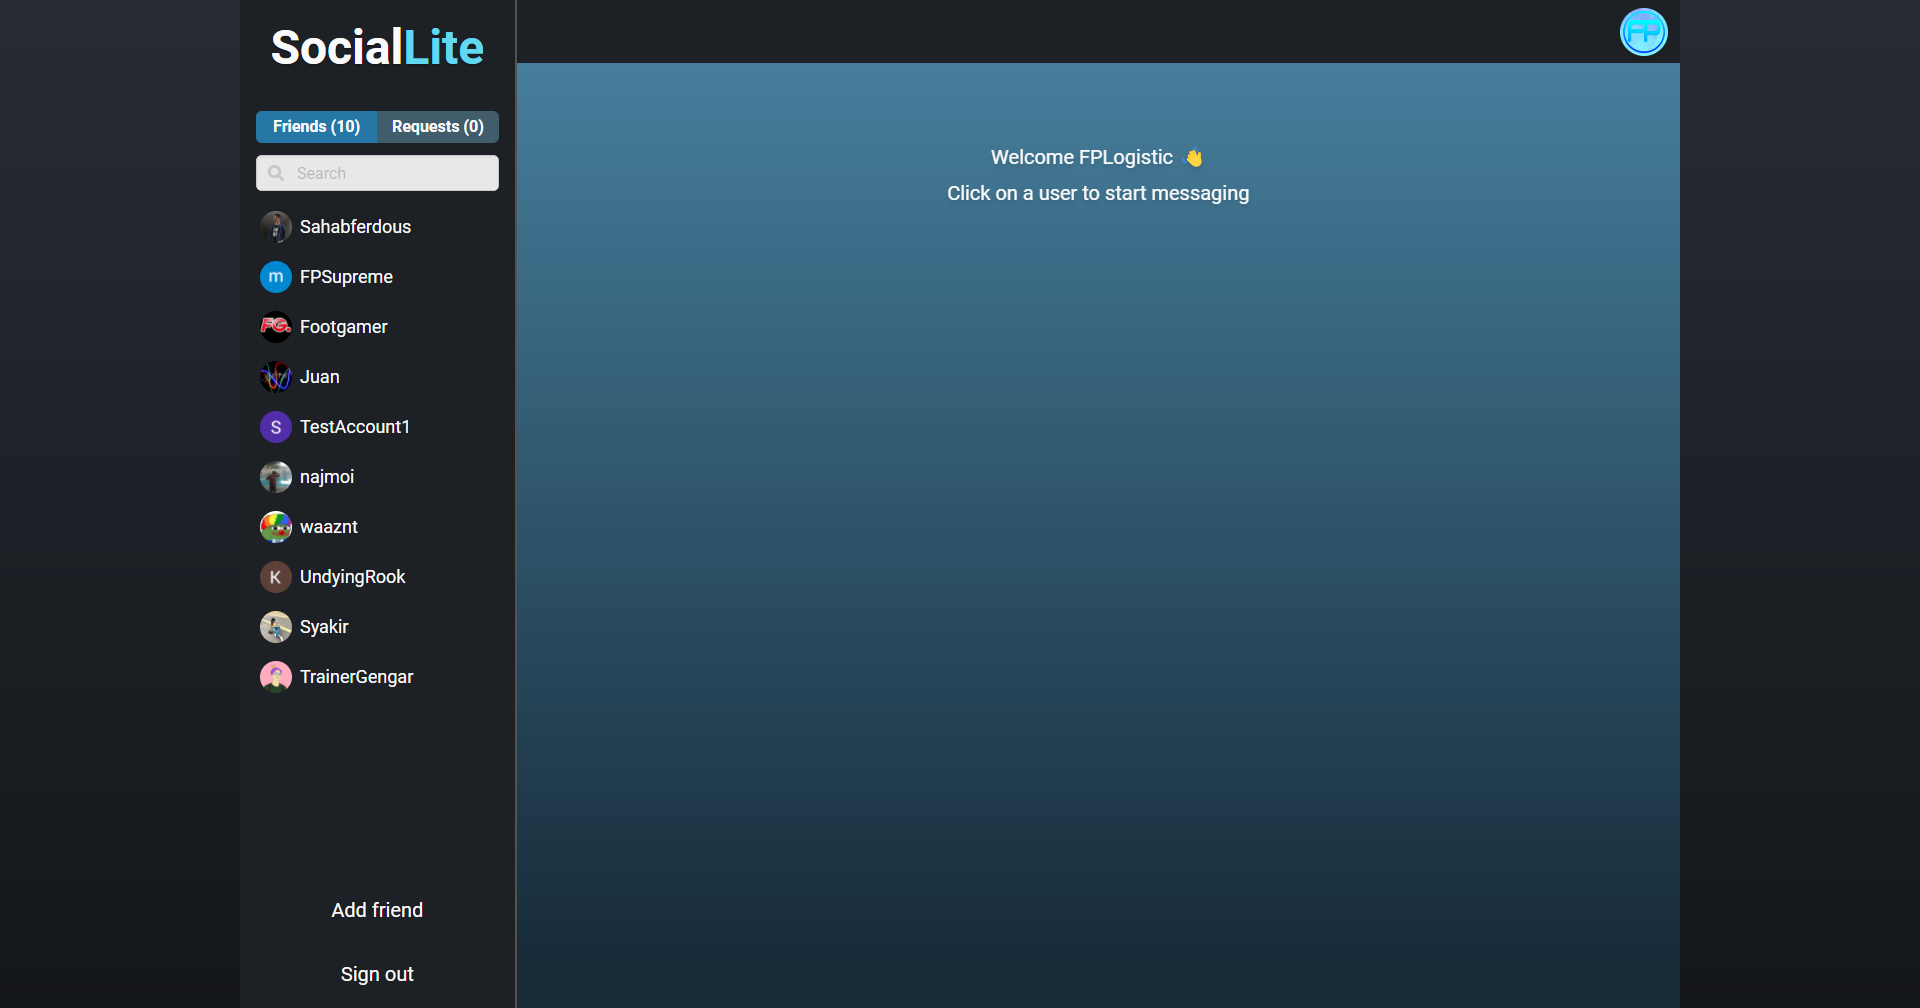 SocialLite
FP
Friends (10)
Requests (0)
Search
Welcome FPLogistic 👋
Click on a user to start messaging
Sahabferdous
m
FPSupreme
FG.
Footgamer
Juan
S
TestAccount1
najmoi
waaznt
K
UndyingRook
Syakir
TrainerGengar
Add friend
Sign out